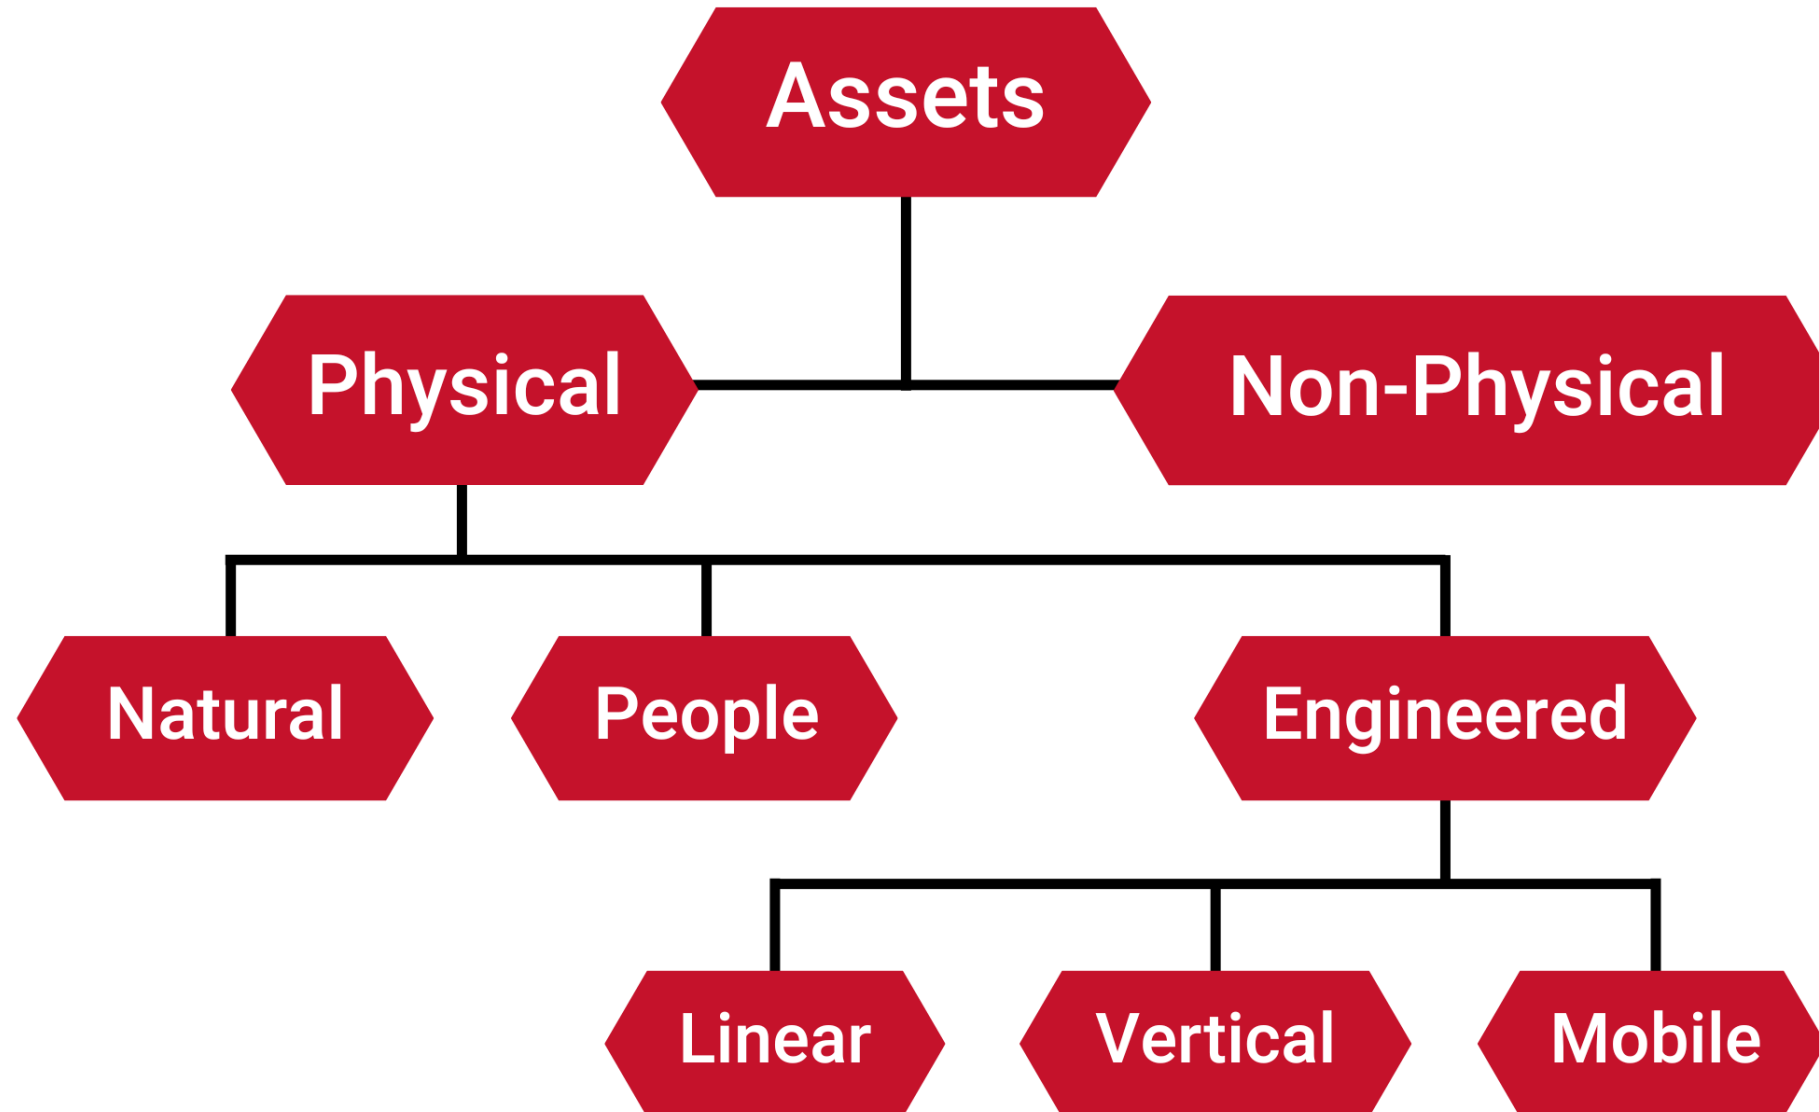 Assets
Physical
Non-Physical
Natural
People
Engineered
Linear
Vertical
Mobile